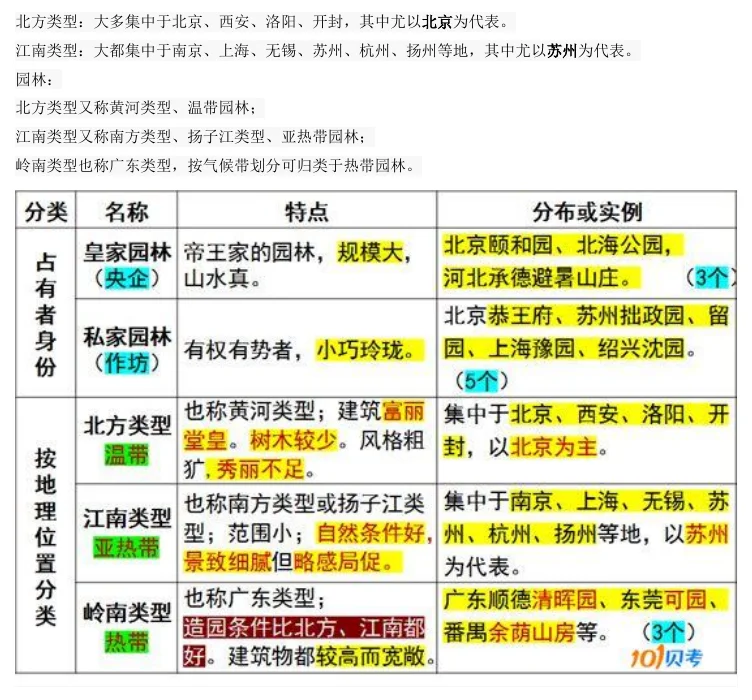 北方类型：大多集中于北京、西安、洛阳、开封，其中尤以北京为代表。
江南类型：大都集中于南京、上海、无锡、苏州、杭州、扬州等地，其中尤以苏州为代表。
园林：
北方类型又称黄河类型、温带园林；
江南类型又称南方类型、扬子江类型、亚热带园林；
岭南类型也称广东类型，按气候带划分可归类于热带园林。
分类 名称 特点 分布或实例
占有者身份
皇家园林
（央企）
帝王家的园林，规模大，
山水真。
北京颐和园、北海公园，
河北承德避暑山庄。 （3个）
私家园林
（作坊）
有权有势者，小巧玲珑。
北京恭王府、苏州拙政园、留
园、上海豫园、绍兴沈园。
（5个）
按地理位置分类
北方类型
温带
也称黄河类型；建筑富丽
堂皇。树木较少。风格粗
犷,秀丽不足。
集中于北京、西安、洛阳、开
封，以北京为主。
江南类型
亚热带
也称南方类型或扬子江类
型；范围小；自然条件好,
景致细腻但略感局促。
集中于南京、上海、无锡、苏
州、杭州、扬州等地，以苏州
为代表。
岭南类型
热带
也称广东类型；
造园条件比北方、江南都
好。建筑物都较高而宽敞。
广东顺德清晖园、东莞可园、
番禺余荫山房等。 （3个）
101贝考